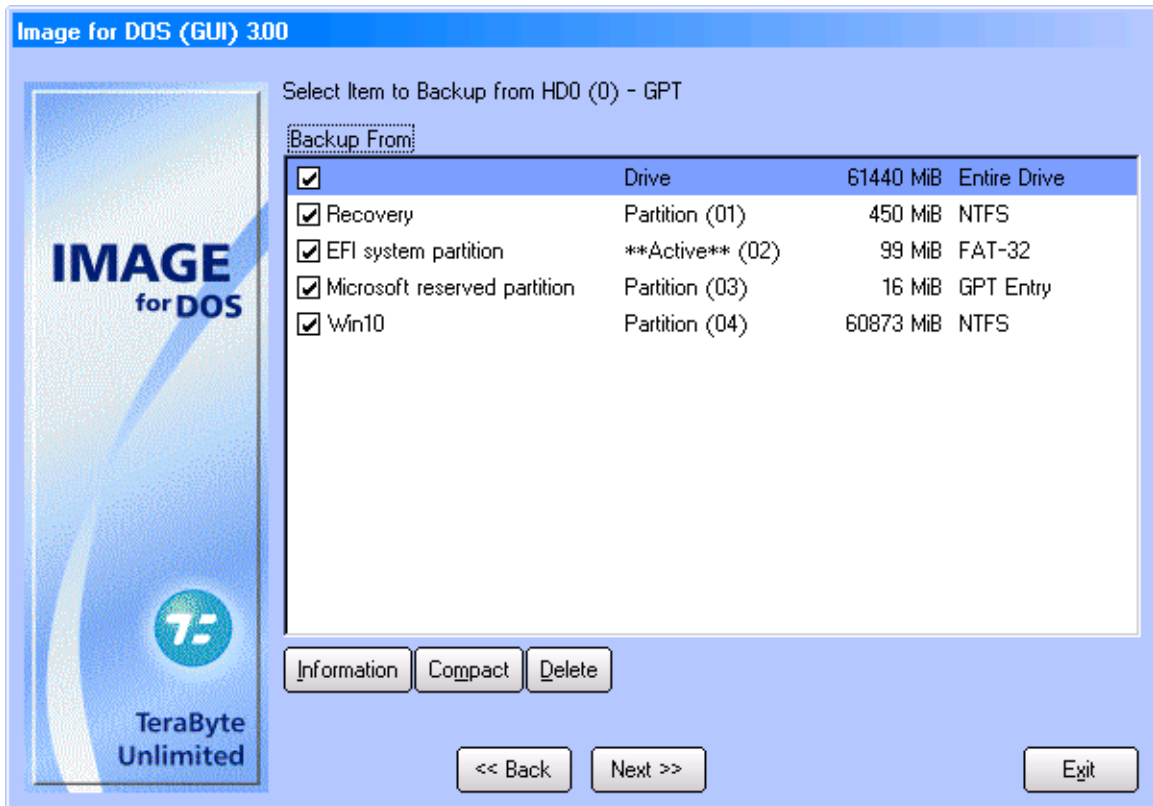 Image for DOS (GUI) 3.00
Select Item to Backup from HD0 (0) - GPT
Backup From
Drive 61440 MiB Entire Drive
Recovery Partition (01) 450 MiB NTFS
EFI system partition **Active** (02) 99 MiB FAT-32
Microsoft reserved partition Partition (03) 16 MiB GPT Entry
Win10 Partition (04) 60873 MiB NTFS
IMAGE
for DOS
TeraByte
Unlimited
Information Compact Delete
<< Back Next >> Exit